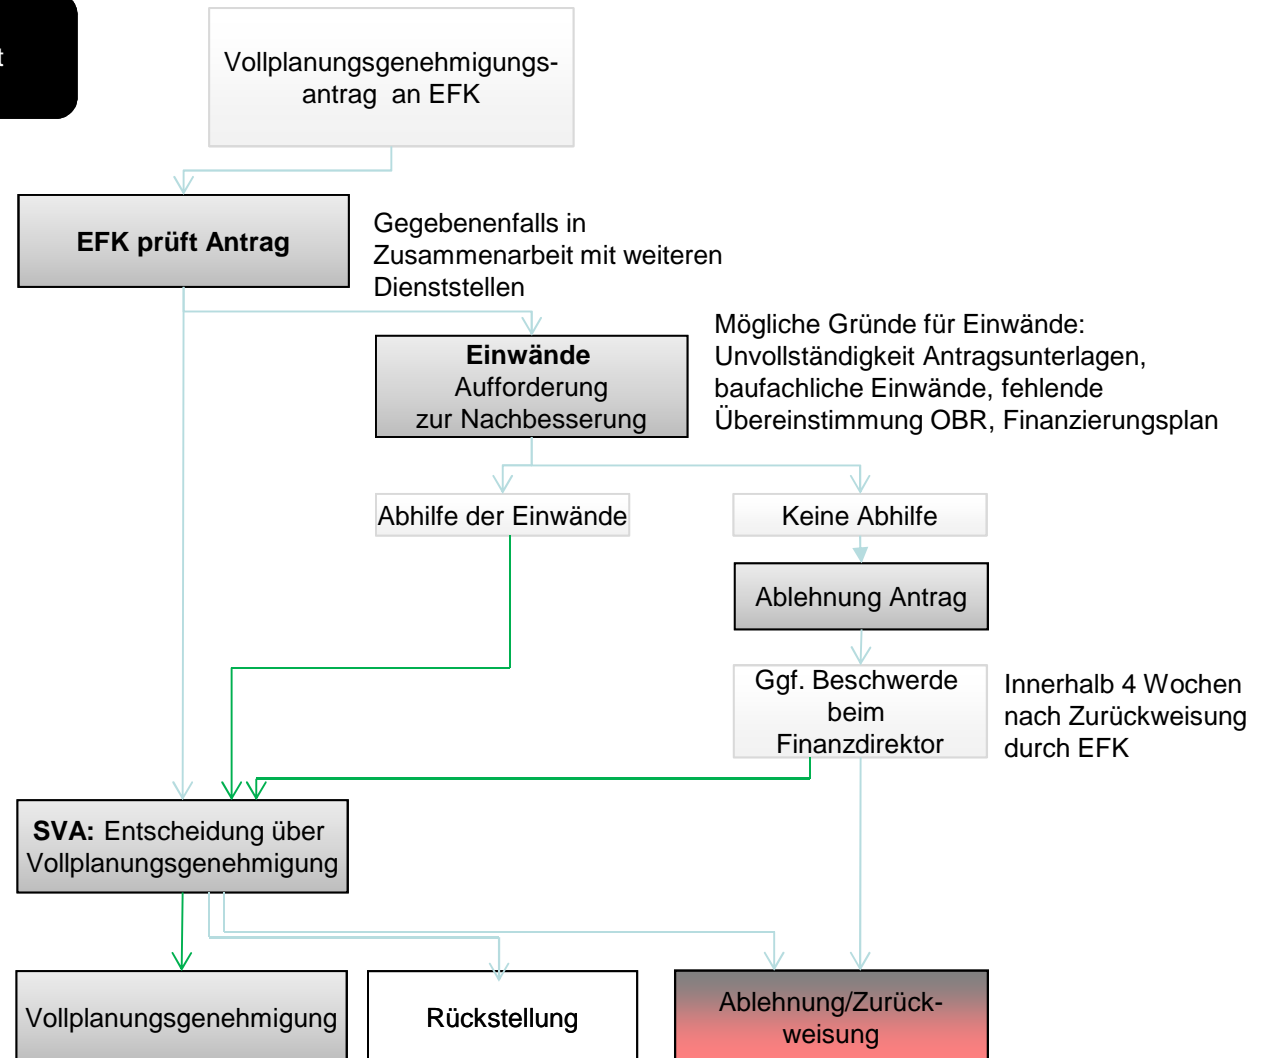 Vollplanungsgenehmigungs-
antrag an EFK
EFK prüft Antrag
Gegebenenfalls in
Zusammenarbeit mit weiteren
Dienststellen
Einwände
Aufforderung
zur Nachbesserung
Mögliche Gründe für Einwände:
Unvollständigkeit Antragsunterlagen,
baufachliche Einwände, fehlende
Übereinstimmung OBR, Finanzierungsplan
Abhilfe der Einwände
Keine Abhilfe
Ablehnung Antrag
Ggf. Beschwerde
beim
Finanzdirektor
Innerhalb 4 Wochen
nach Zurückweisung
durch EFK
SVA: Entscheidung über
Vollplanungsgenehmigung
Vollplanungsgenehmigung
Rückstellung
Ablehnung/Zurück-
weisung